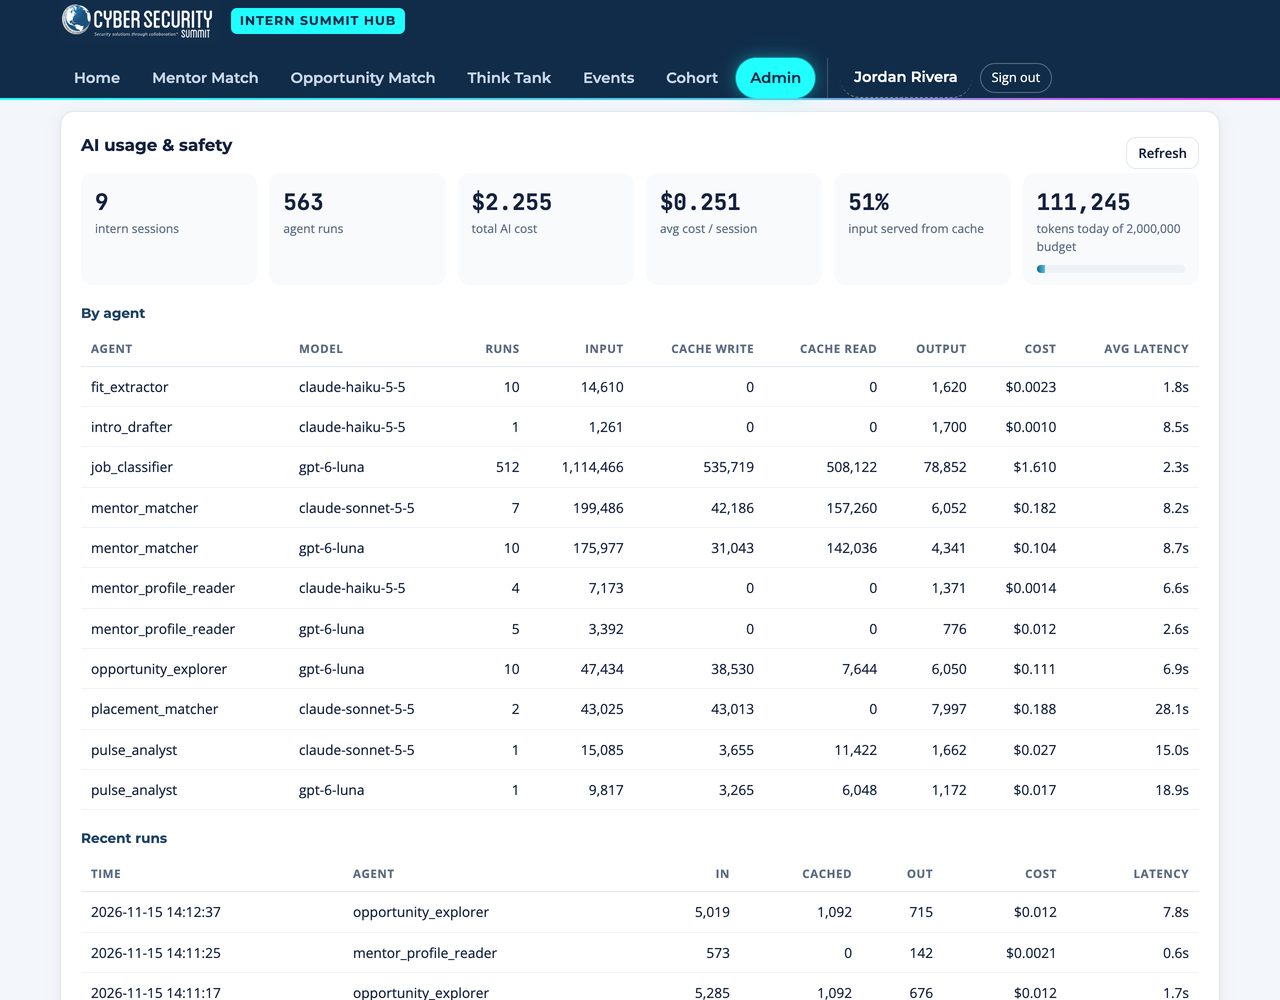 CYBER SECURITY
Security solutions through collaboration™ SUMMIT
INTERN SUMMIT HUB
Home Mentor Match Opportunity Match Think Tank Events Cohort Admin Jordan Rivera Sign out
AI usage & safety
Refresh
9
intern sessions
563
agent runs
$2.255
total AI cost
$0.251
avg cost / session
51%
input served from cache
111,245
tokens today of 2,000,000
budget
By agent
AGENT MODEL RUNS INPUT CACHE WRITE CACHE READ OUTPUT COST AVG LATENCY
fit_extractor claude-haiku-5-5 10 14,610 0 0 1,620 $0.0023 1.8s
intro_drafter claude-haiku-5-5 1 1,261 0 0 1,700 $0.0010 8.5s
job_classifier gpt-6-luna 512 1,114,466 535,719 508,122 78,852 $1.610 2.3s
mentor_matcher claude-sonnet-5-5 7 199,486 42,186 157,260 6,052 $0.182 8.2s
mentor_matcher gpt-6-luna 10 175,977 31,043 142,036 4,341 $0.104 8.7s
mentor_profile_reader claude-haiku-5-5 4 7,173 0 0 1,371 $0.0014 6.6s
mentor_profile_reader gpt-6-luna 5 3,392 0 0 776 $0.012 2.6s
opportunity_explorer gpt-6-luna 10 47,434 38,530 7,644 6,050 $0.111 6.9s
placement_matcher claude-sonnet-5-5 2 43,025 43,013 0 7,997 $0.188 28.1s
pulse_analyst claude-sonnet-5-5 1 15,085 3,655 11,422 1,662 $0.027 15.0s
pulse_analyst gpt-6-luna 1 9,817 3,265 6,048 1,172 $0.017 18.9s
Recent runs
TIME AGENT IN CACHED OUT COST LATENCY
2026-11-15 14:12:37 opportunity_explorer 5,019 1,092 715 $0.012 7.8s
2026-11-15 14:11:25 mentor_profile_reader 573 0 142 $0.0021 0.6s
2026-11-15 14:11:17 opportunity_explorer 5,285 1,092 676 $0.012 1.7s